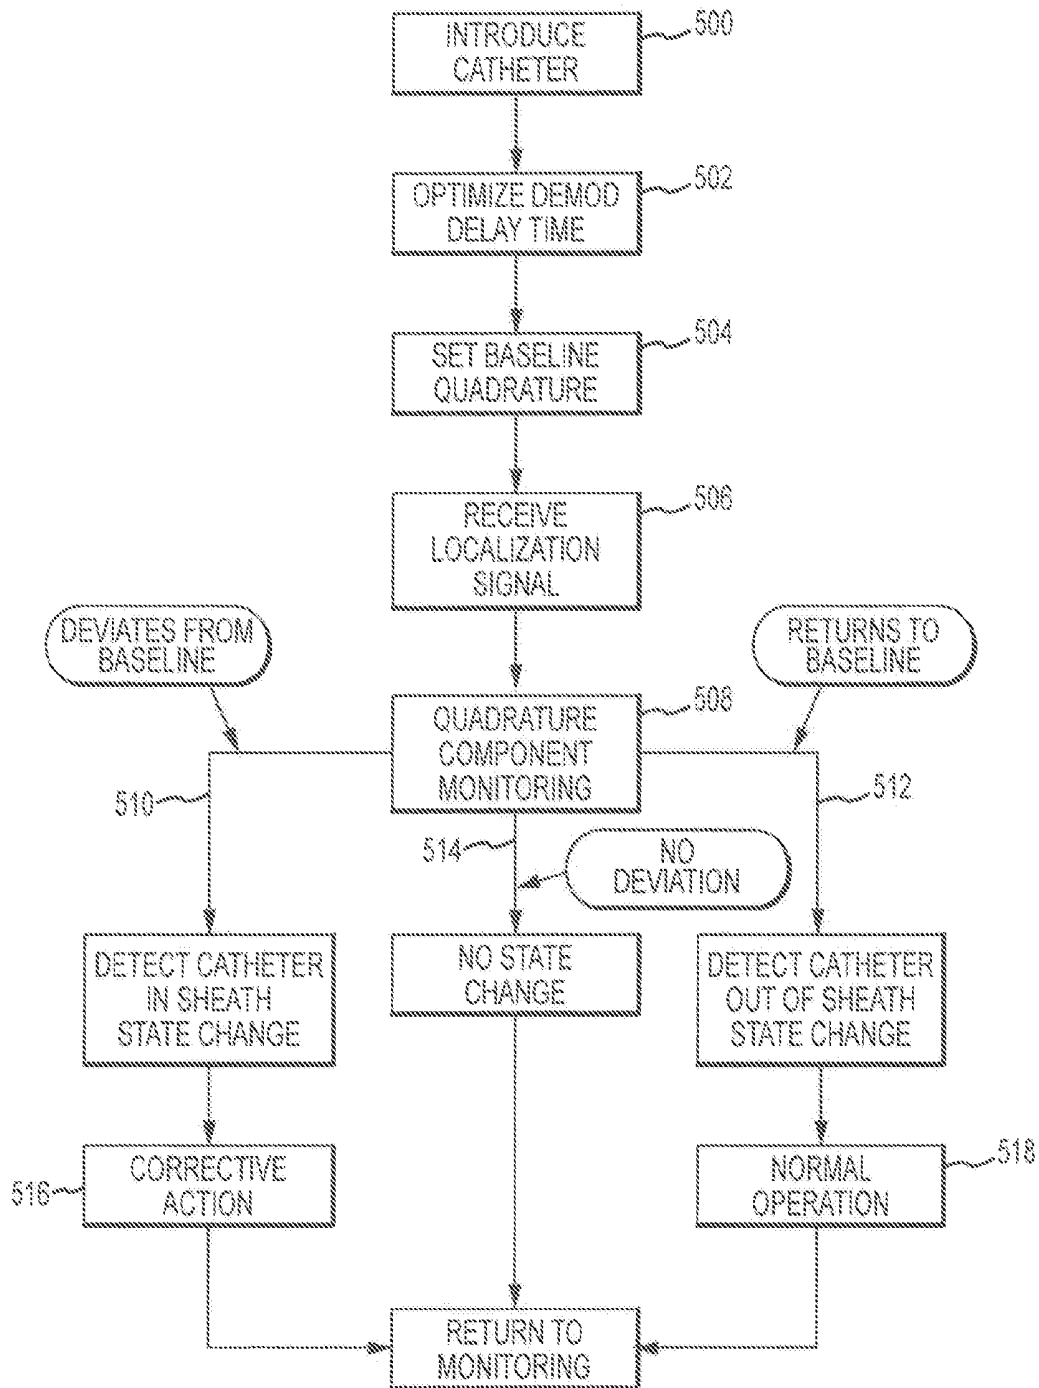 INTRODUCE
CATHETER
500
OPTIMIZE DEMOD
DELAY TIME
502
SET BASELINE
QUADRATURE
504
RECEIVE
LOCALIZATION
SIGNAL
506
DEVIATES FROM
BASELINE
RETURNS TO
BASELINE
QUADRATURE
COMPONENT
MONITORING
508
510
512
514
NO
DEVIATION
DETECT CATHETER
IN SHEATH
STATE CHANGE
NO STATE
CHANGE
DETECT CATHETER
OUT OF SHEATH
STATE CHANGE
516
CORRECTIVE
ACTION
NORMAL
OPERATION
518
RETURN TO
MONITORING